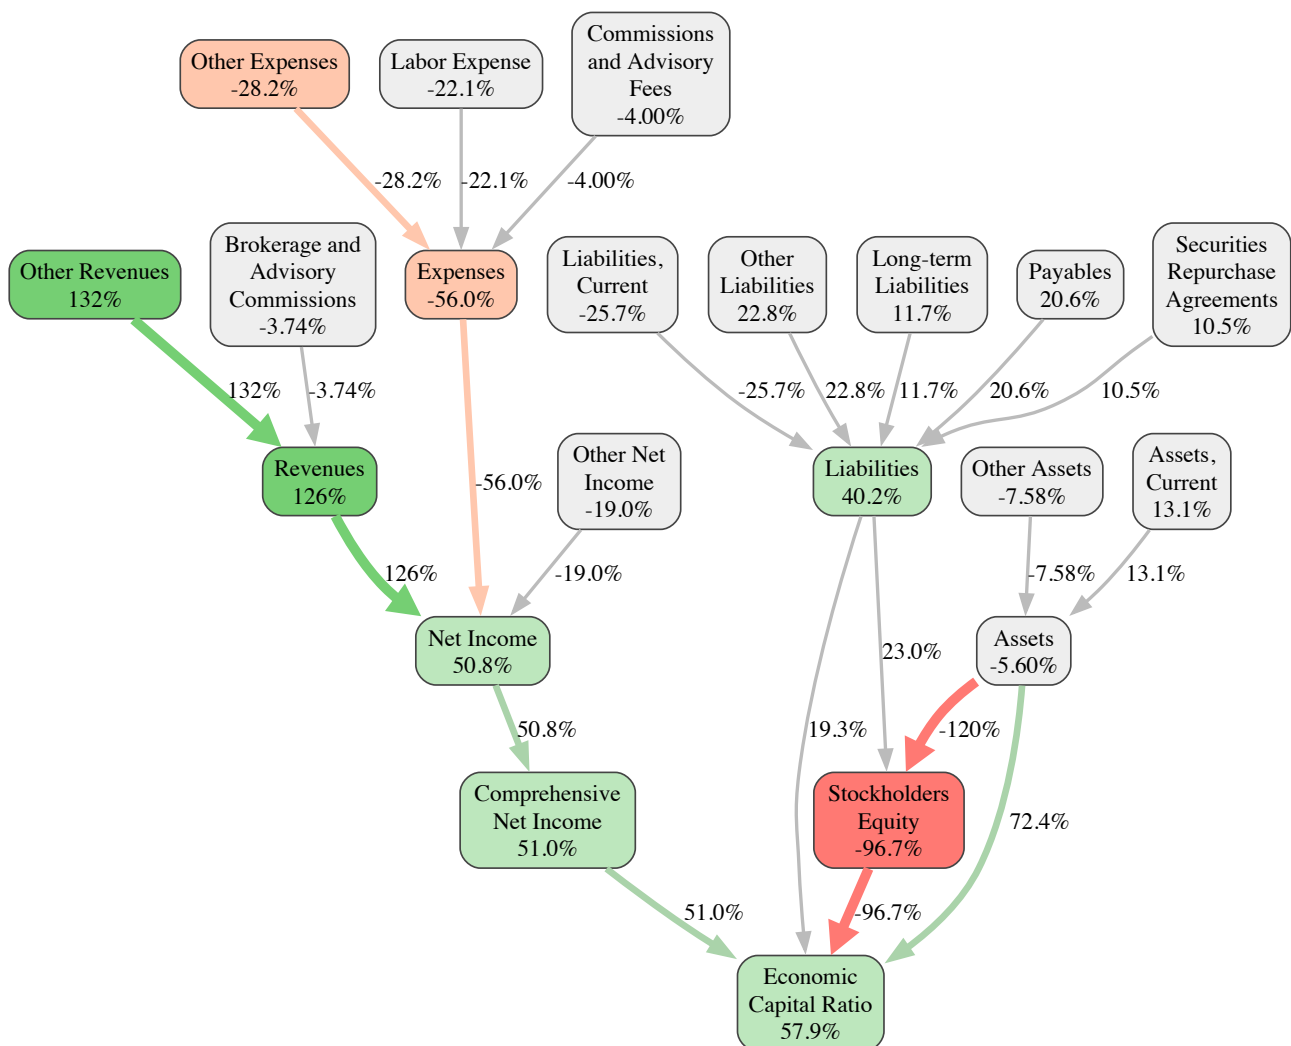 Other Expenses
-28.2%
Labor Expense
-22.1%
Commissions
and Advisory
Fees
-4.00%
-28.2%
-22.1%
-4.00%
Other Revenues
132%
Brokerage and
Advisory
Commissions
-3.74%
Expenses
-56.0%
Liabilities,
Current
-25.7%
Other
Liabilities
22.8%
Long-term
Liabilities
11.7%
Payables
20.6%
Securities
Repurchase
Agreements
10.5%
132%
-3.74%
-25.7%
22.8%
11.7%
20.6%
10.5%
Revenues
126%
-56.0%
Other Net
Income
-19.0%
Liabilities
40.2%
Other Assets
-7.58%
Assets,
Current
13.1%
126%
-19.0%
-7.58%
13.1%
Net Income
50.8%
23.0%
Assets
-5.60%
50.8%
19.3%
-120%
Comprehensive
Net Income
51.0%
Stockholders
Equity
-96.7%
72.4%
51.0%
-96.7%
Economic
Capital Ratio
57.9%